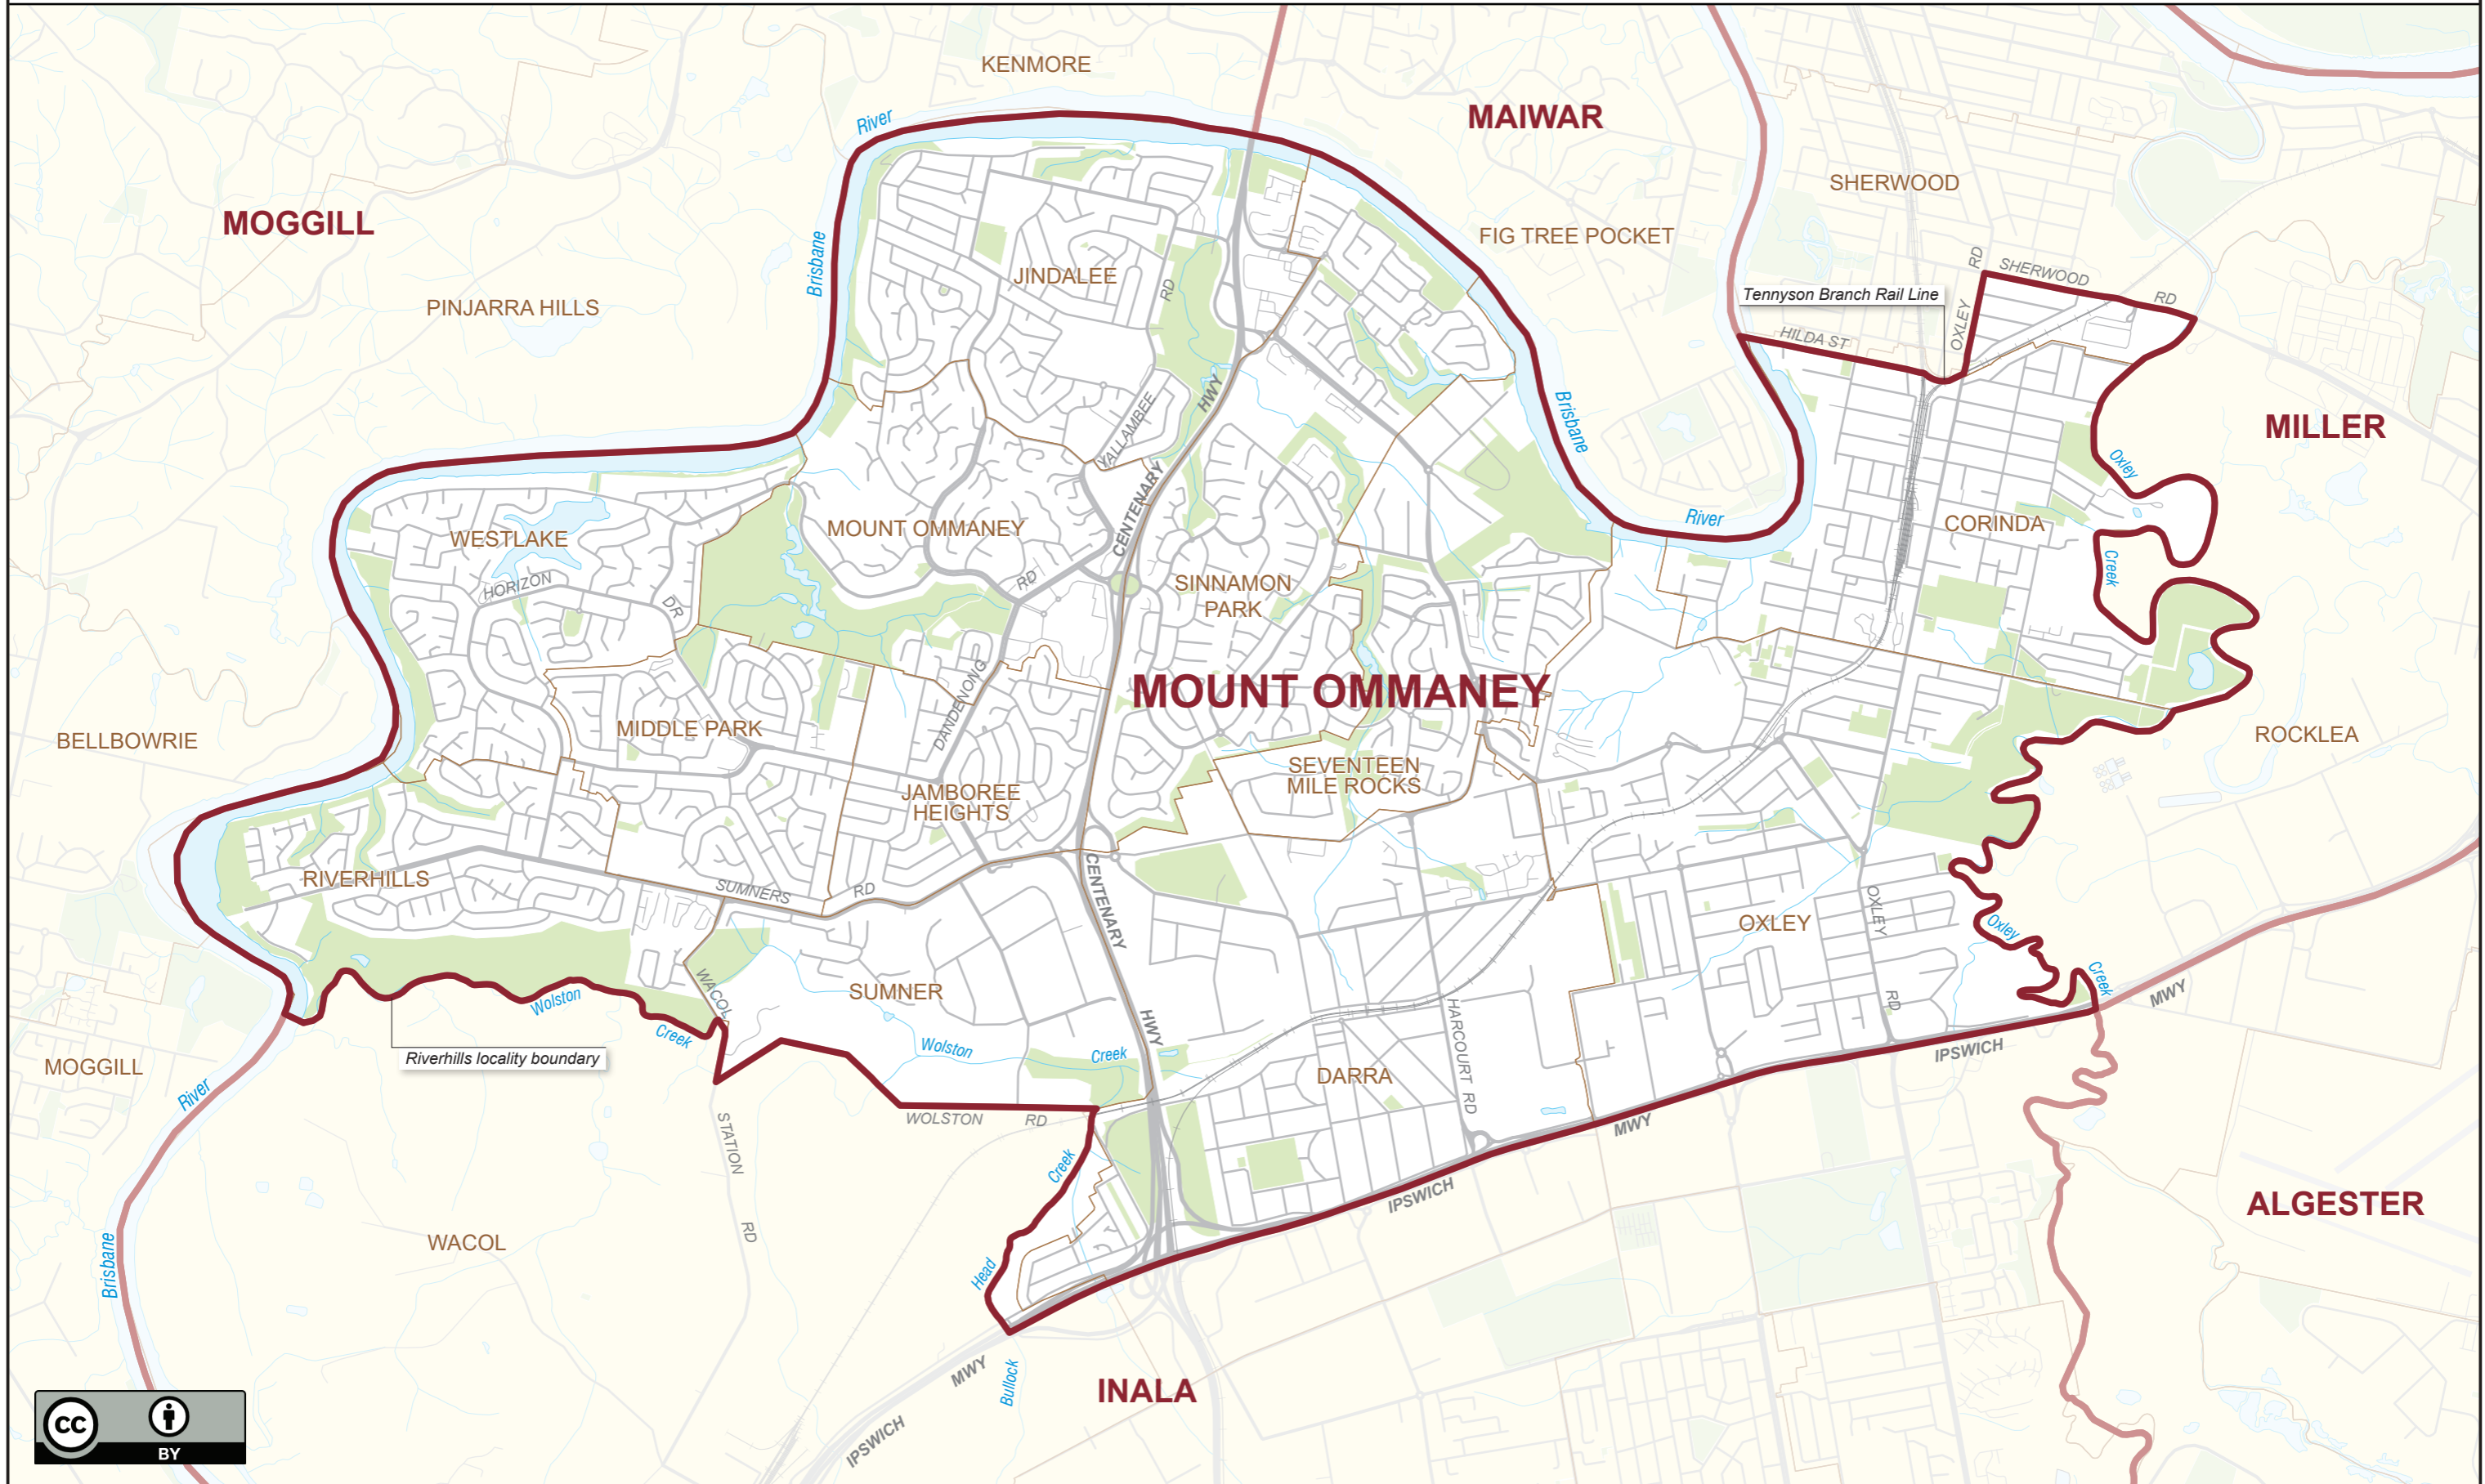 KENMORE
River
MAIWAR
SHERWOOD
MOGGILL
FIG TREE POCKET
Brisbane
JINDALEE
RD
RD
SHERWOOD
RD
Tennyson Branch Rail Line
PINJARRA HILLS
HILDA ST
OXLEY
HWY
YALLAMBEE
Brisbane
MILLER
Oxley
CENTENARY
River
WESTLAKE
MOUNT OMMANEY
CORINDA
Creek
HORIZON
DR
RD
SINNAMON
PARK
DANDENONG
MOUNT OMMANEY
BELLBOWRIE
MIDDLE PARK
ROCKLEA
SEVENTEEN
MILE ROCKS
JAMBOREE
HEIGHTS
RIVERHILLS
SUMNERS
RD
CENTENARY
OXLEY
OXLEY
Oxley
WACOL
SUMNER
Wolston
Creek
Creek
MWY
HARCOURT RD
RD
HWY
Riverhills locality boundary
Wolston
Creek
IPSWICH
MOGGILL
River
DARRA
WOLSTON
RD
MWY
STATION
RD
Creek
IPSWICH
ALGESTER
WACOL
Brisbane
Head
MWY
Bullock
INALA
IPSWICH
CC
BY